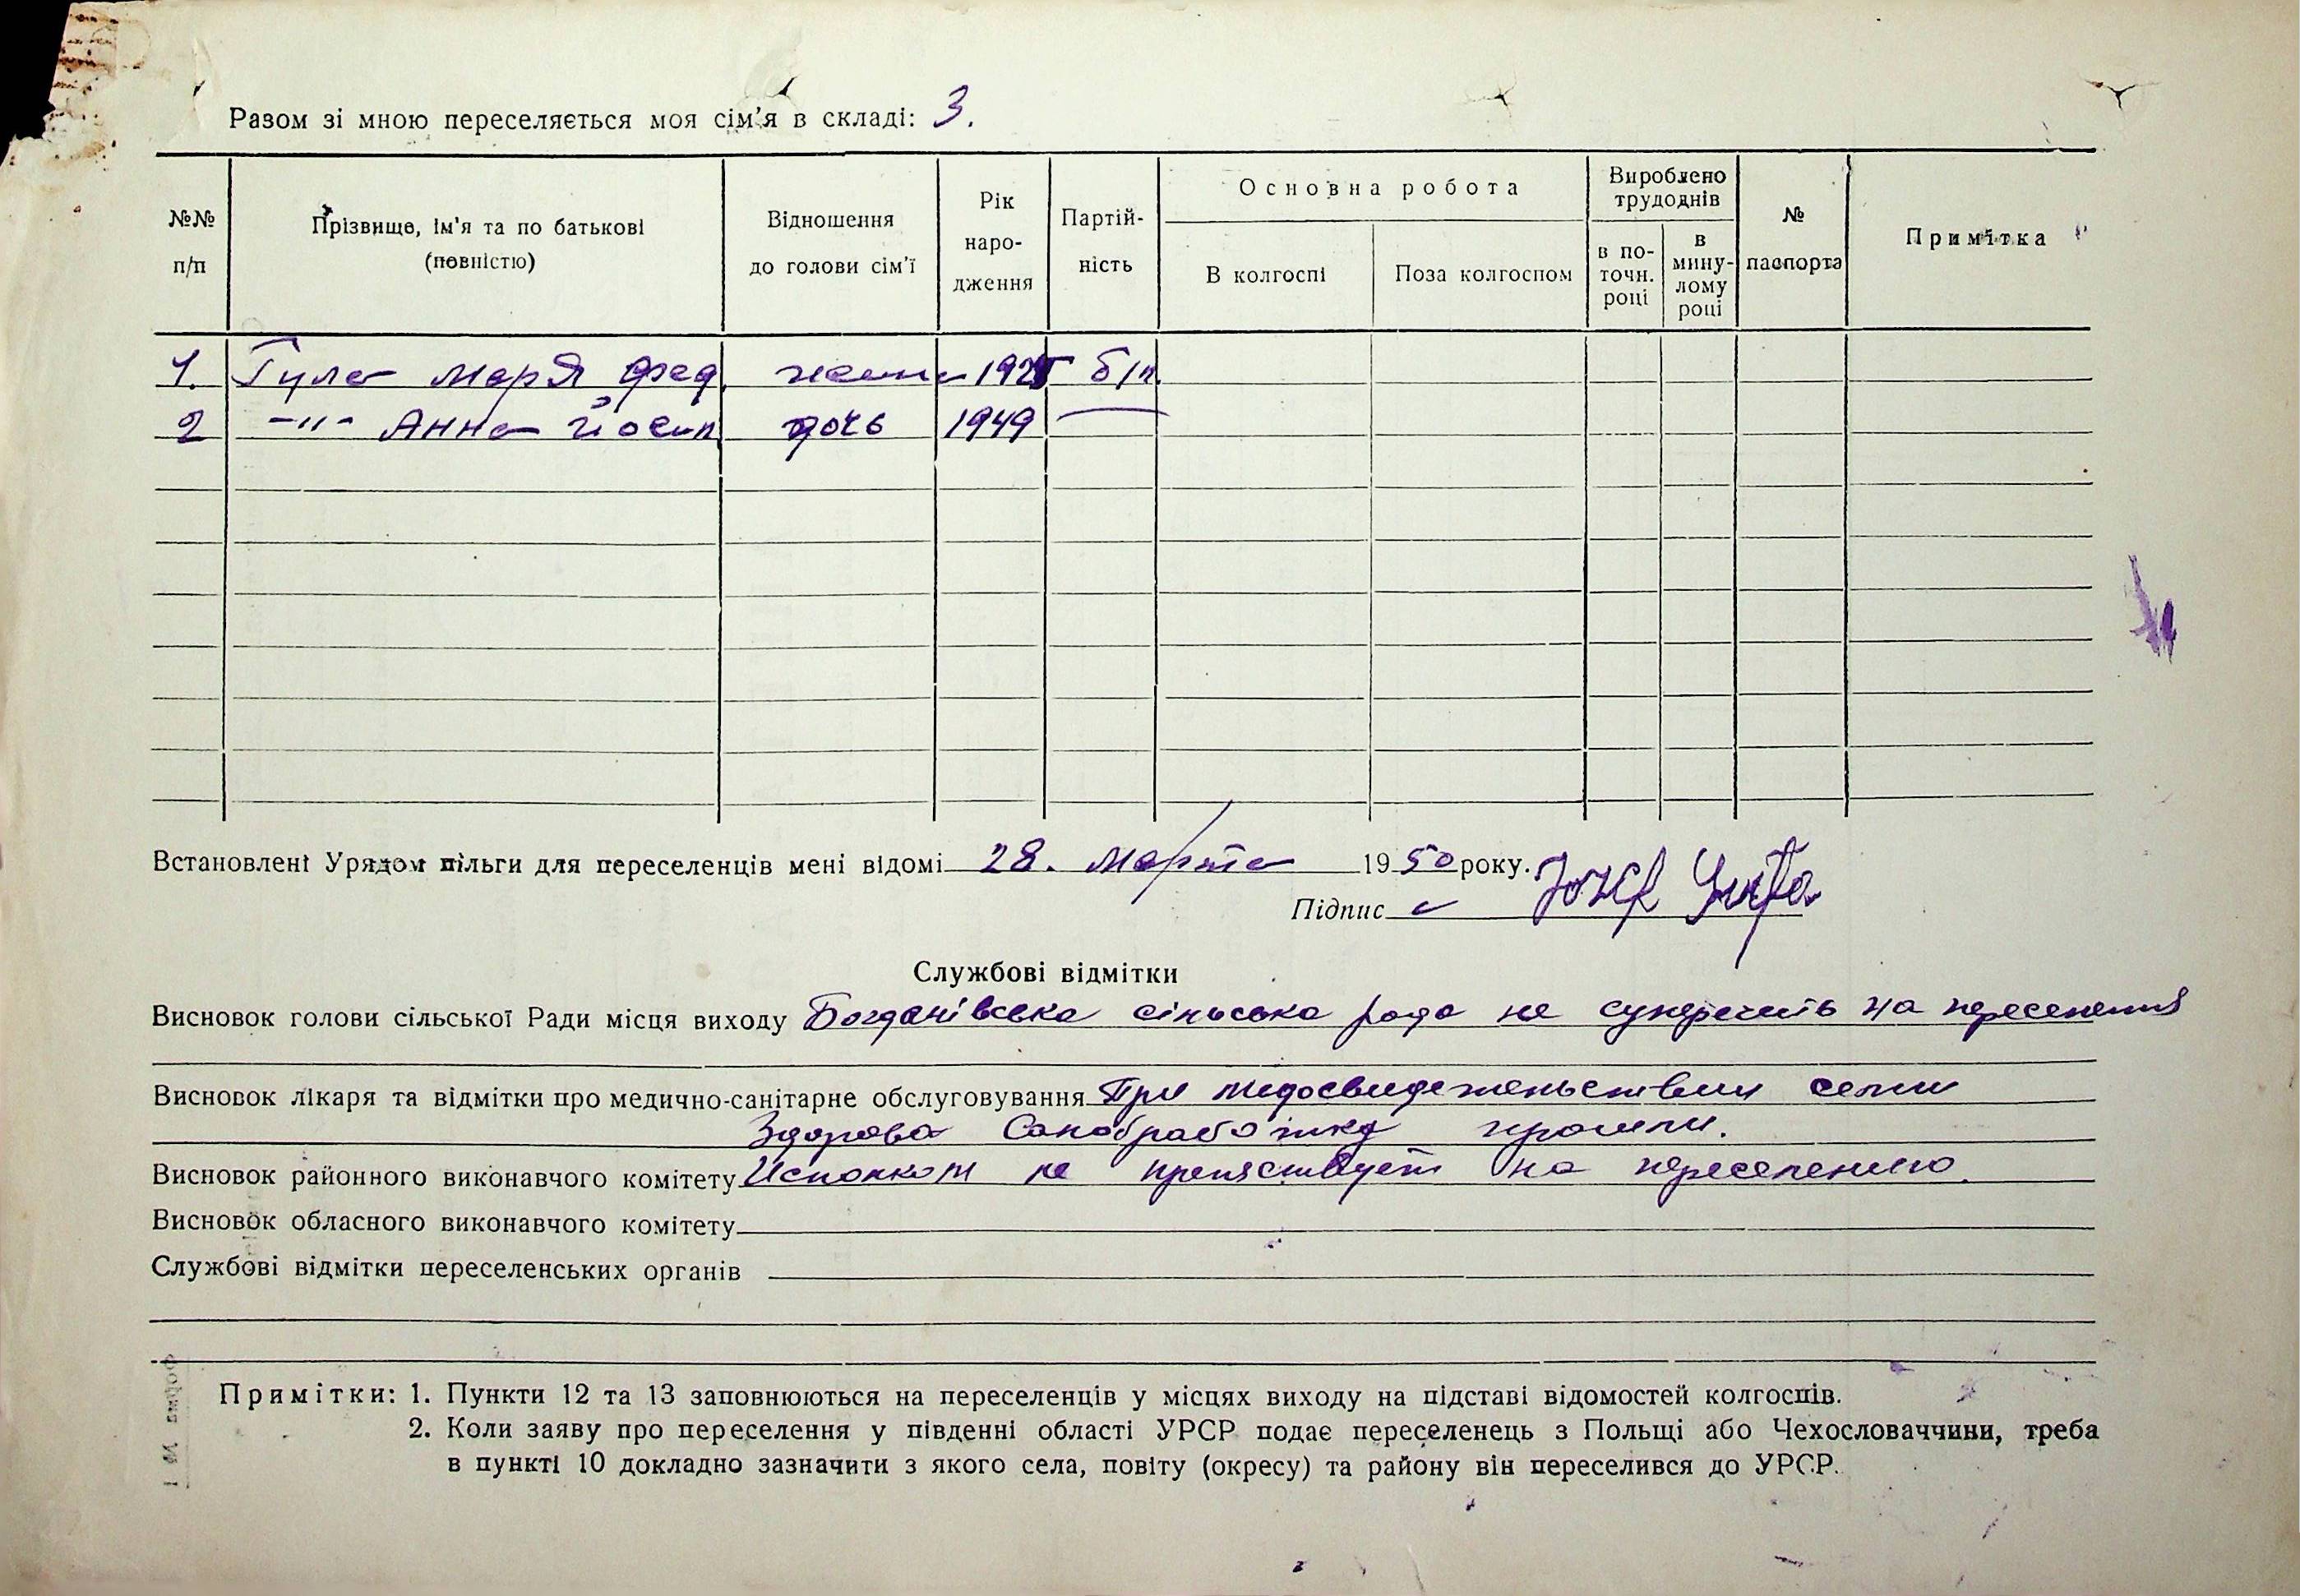 Разом зі мною переселяється моя сім'я в складі: 3.
№№ п/п
Прізвище, ім'я та по батькові (повністю)
Відношення до голови сім'ї
Рік народження
Партійність
Основна робота
В колгоспі
Поза колгоспом
Вироблено трудоднів
в поточн. році
в минулому році
№ паспорта
Примітка
1. Гула Марія Фед. жена 1925 б/п.
2 -"- Анна Йосип дочь 1949 —
Встановлені Урядом пільги для переселенців мені відомі 28. Марта 1950 року.
Підпис Józef
Службові відмітки
Висновок голови сільської Ради місця виходу Богданівська сільська рада не суперечить на переселення
Висновок лікаря та відмітки про медично-санітарне обслуговування При медосвидетельствии семи
Здорова Санобработку прошли.
Висновок районного виконавчого комітету Исполком не препяствует на переселению.
Висновок обласного виконавчого комітету
Службові відмітки переселенських органів
Примітки: 1. Пункти 12 та 13 заповнюються на переселенців у місцях виходу на підставі відомостей колгоспів.
2. Коли заяву про переселення у південні області УРСР подає переселенець з Польщі або Чехословаччини, треба
в пункті 10 докладно зазначити з якого села, повіту (окресу) та району він переселився до УРСР.
Форма № 1